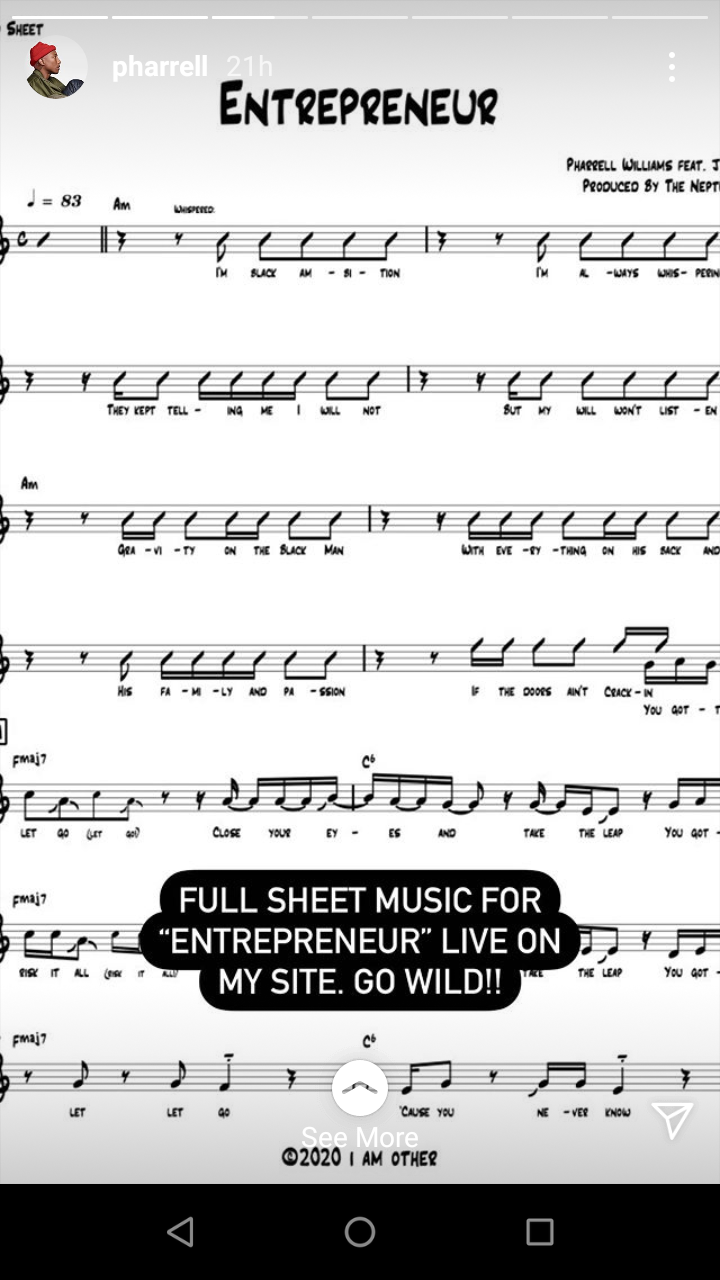 SHEET
pharrell 21h
ENTREPRENEUR
PHARRELL WILLIAMS FEAT. J
PRODUCED BY THE NEPT
= 83 Am WHISPERED:
I'M BLACK AM - BI - TION I'M AL -WAYS WHIS- PERIN
THEY KEPT TELL - ING ME I WILL NOT BUT MY WILL WON'T LIST - EN
Am
GRA -VI -TY ON THE BLACK MAN WITH EVE -RY -THING ON HIS BACK AND
HIS FA -MI -LY AND PA -SSION IF THE DOORS AIN'T CRACK-IN
YOU GOT - T
Fmaj7 C6
LET GO (LET GO!) CLOSE YOUR EY - ES AND TAKE THE LEAP YOU GOT -
Fmaj7
RISK IT ALL (RISK IT ALL) TAKE THE LEAP YOU GOT -
FULL SHEET MUSIC FOR
“ENTREPRENEUR” LIVE ON
MY SITE. GO WILD!!
Fmaj7 C6
LET LET GO 'CAUSE YOU NE -VER KNOW
See More
©2020 I AM OTHER